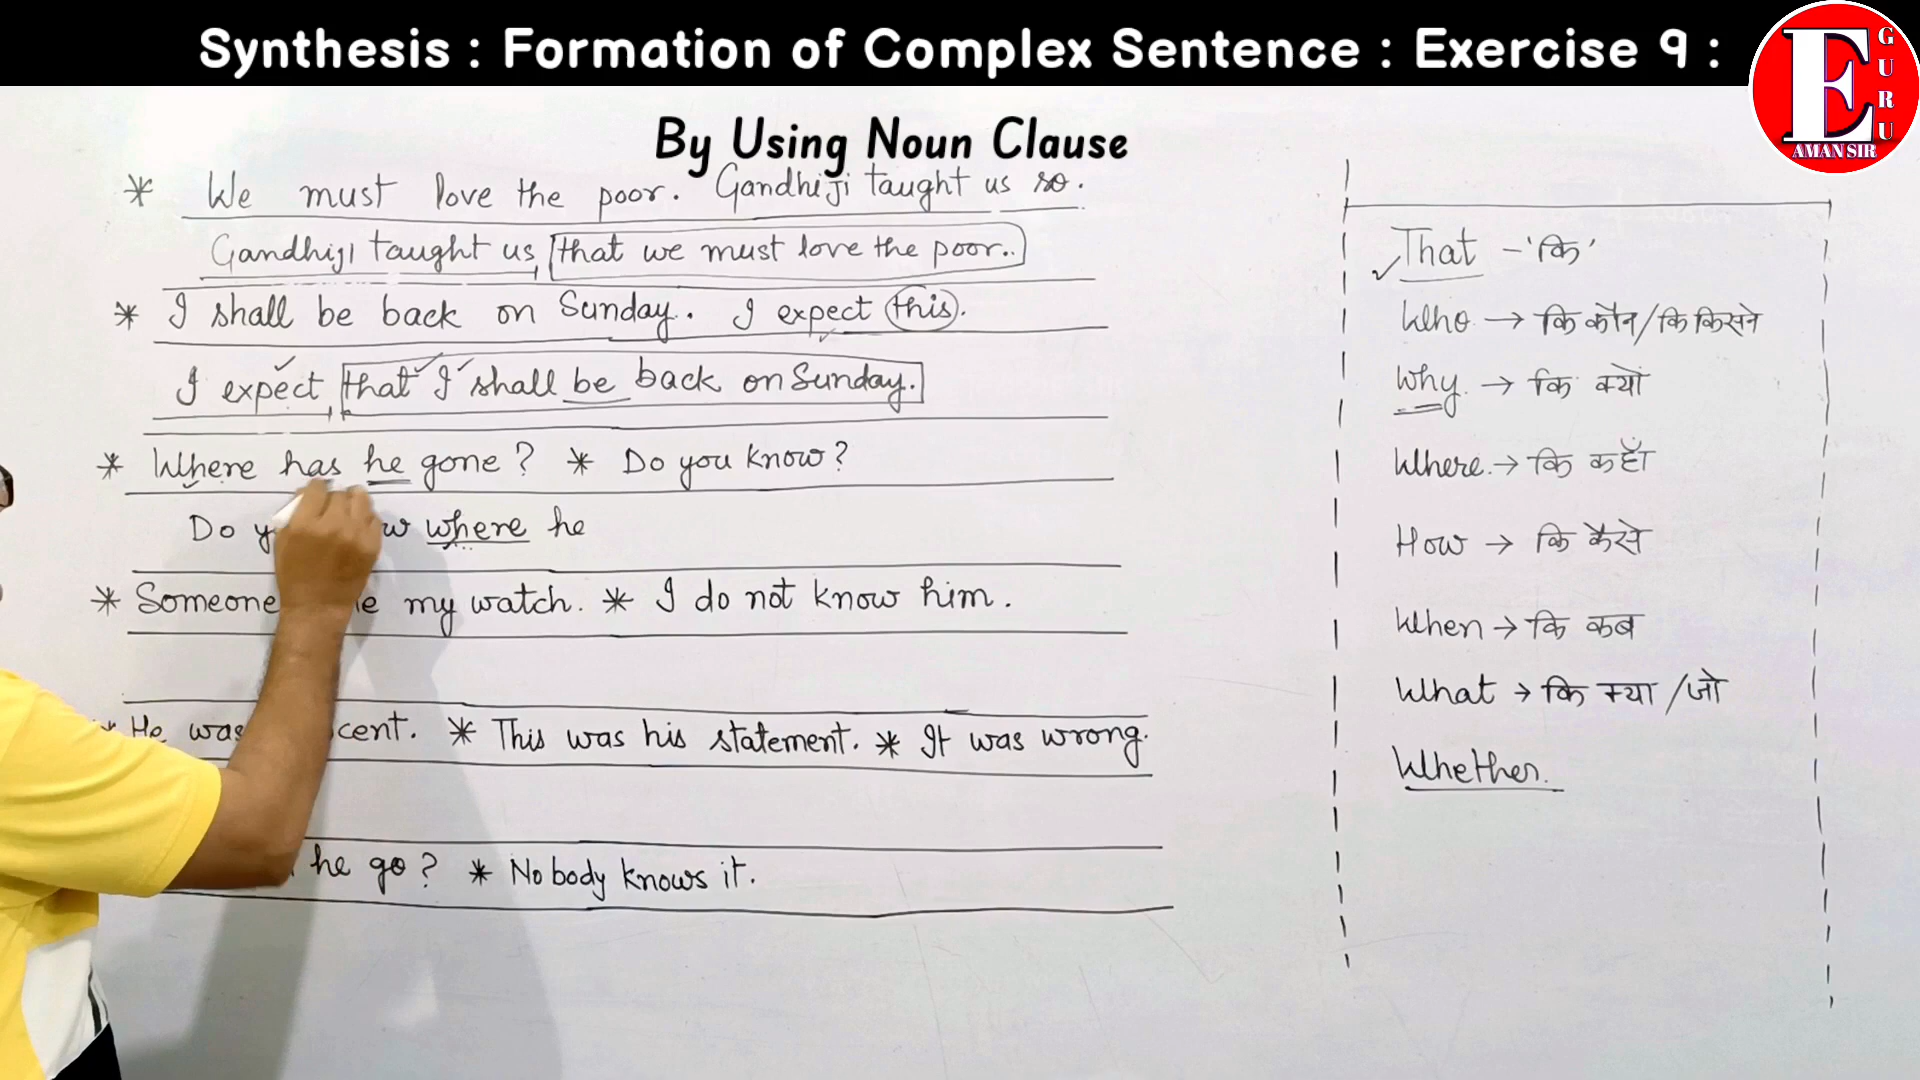 Synthesis : Formation of Complex Sentence : Exercise 9 :
E GURU
AMAN SIR
By Using Noun Clause
* We must love the poor. Gandhiji taught us so.
Gandhiji taught us, that we must love the poor..
* I shall be back on Sunday. I expect this.
I expect, that I shall be back on Sunday.
* Where has he gone? * Do you know?
Do where he
* Someone my watch. * I do not know him.
* He was * This was his statement. * It was wrong.
he go? * Nobody knows it.
That - 'कि'
Who → कि कौन/कि किसने
Why. → कि क्यों
Where. → कि कहाँ
How → कि कैसे
When → कि कब
What → कि क्या /जो
Whether.